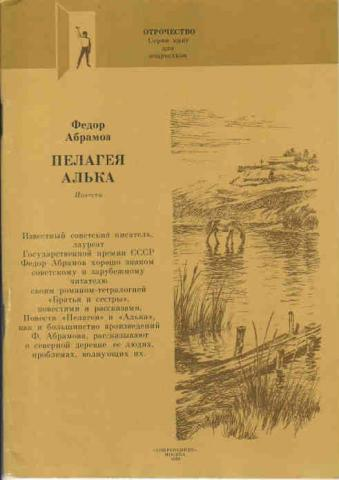 ОТРОЧЕСТВО
Серия книг
для
подростков
Федор
Абрамов
ПЕЛАГЕЯ
АЛЬКА
Повести
Известный советский писатель,
лауреат
Государственной премии СССР
Федор Абрамов хорошо знаком
советскому и зарубежному
читателю
своим романом-тетралогией
«Братья и сестры»,
повестями и рассказами.
Повести «Пелагея» и «Алька»,
как и большинство произведений
Ф. Абрамова, рассказывают
о северной деревне ее людях,
проблемах, волнующих их.
«СОВРЕМЕННИК»
МОСКВА